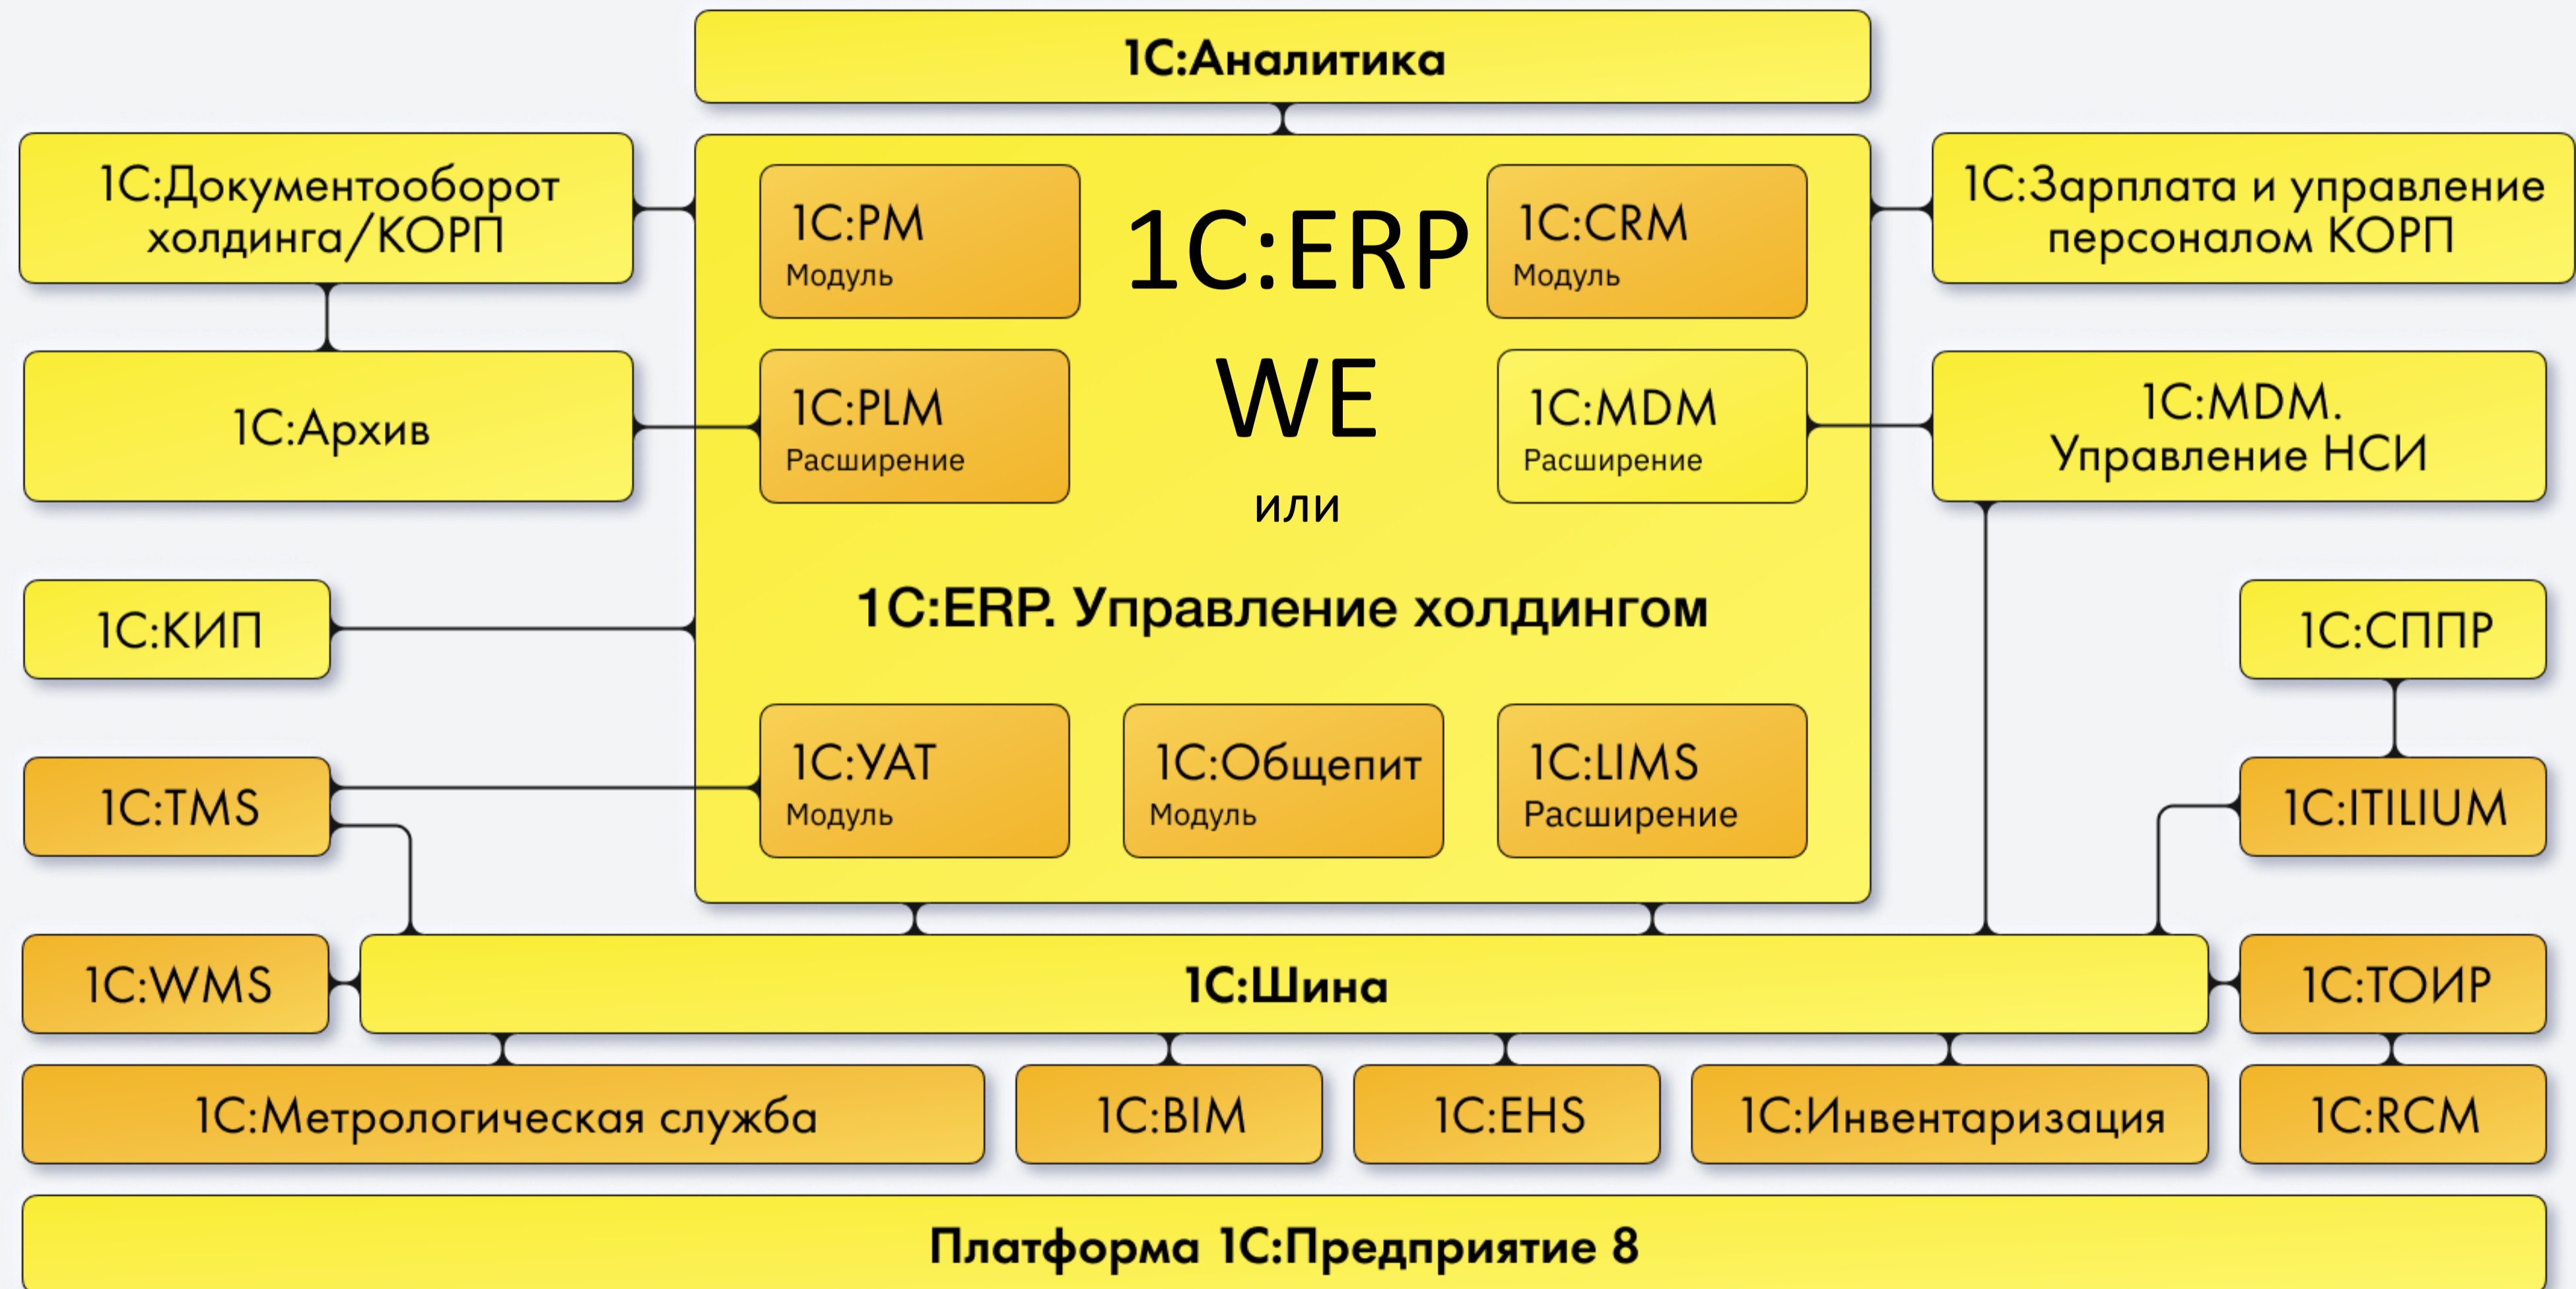 1С:Аналитика
1С:Документооборот
холдинга/КОРП
1С:PM
Модуль
1C:ERP
WE
или
1С:CRM
Модуль
1С:Зарплата и управление
персоналом КОРП
1С:Архив
1С:PLM
Расширение
1С:MDM
Расширение
1С:MDM.
Управление НСИ
1С:КИП
1С:ERP. Управление холдингом
1С:СППР
1С:TMS
1С:УАТ
Модуль
1С:Общепит
Модуль
1С:LIMS
Расширение
1С:ITILIUM
1С:WMS
1С:Шина
1С:ТОИР
1С:Метрологическая служба
1С:BIM
1С:EHS
1С:Инвентаризация
1С:RCM
Платформа 1С:Предприятие 8